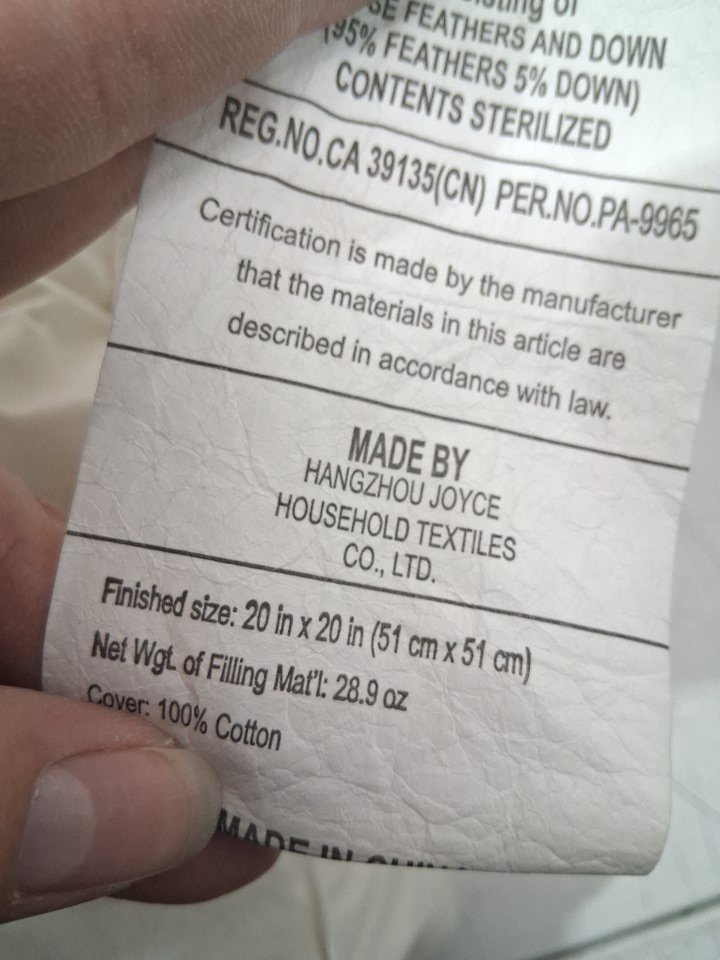 FEATHERS AND DOWN
(95% FEATHERS 5% DOWN)
CONTENTS STERILIZED
REG.NO.CA 39135(CN) PER.NO.PA-9965
Certification is made by the manufacturer
that the materials in this article are
described in accordance with law.
MADE BY
HANGZHOU JOYCE
HOUSEHOLD TEXTILES
CO., LTD.
Finished size: 20 in x 20 in (51 cm x 51 cm)
Net Wgt. of Filling Mat'l: 28.9 oz
Cover: 100% Cotton
MADE IN